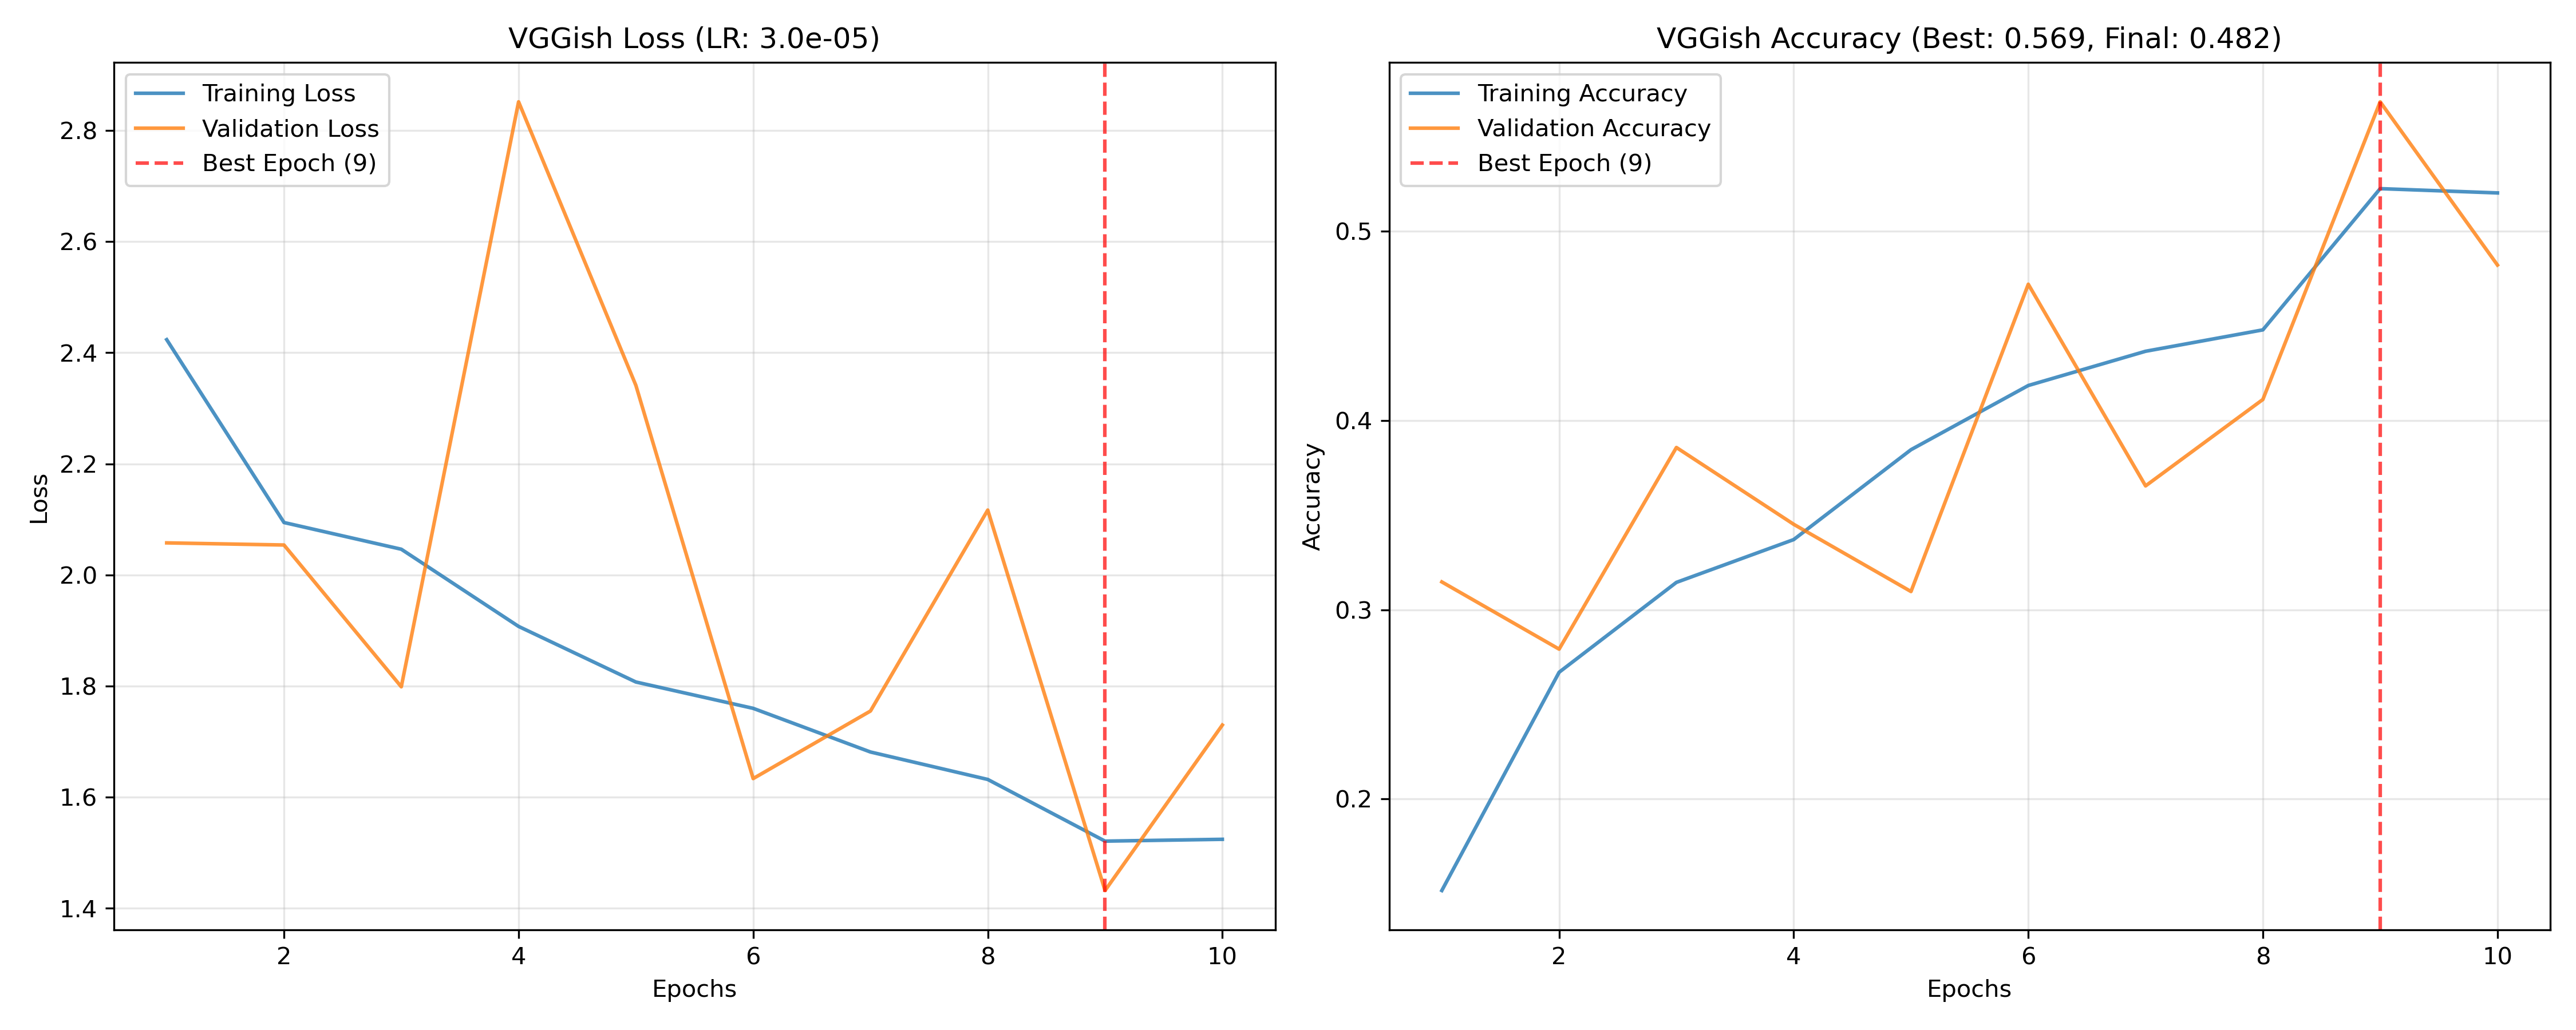 VGGish Loss (LR: 3.0e-05)
Training Loss
Validation Loss
Best Epoch (9)
2.8
2.6
2.4
2.2
2.0
1.8
1.6
1.4
Loss
2 4 6 8 10
Epochs
VGGish Accuracy (Best: 0.569, Final: 0.482)
Training Accuracy
Validation Accuracy
Best Epoch (9)
0.5
0.4
0.3
0.2
Accuracy
2 4 6 8 10
Epochs